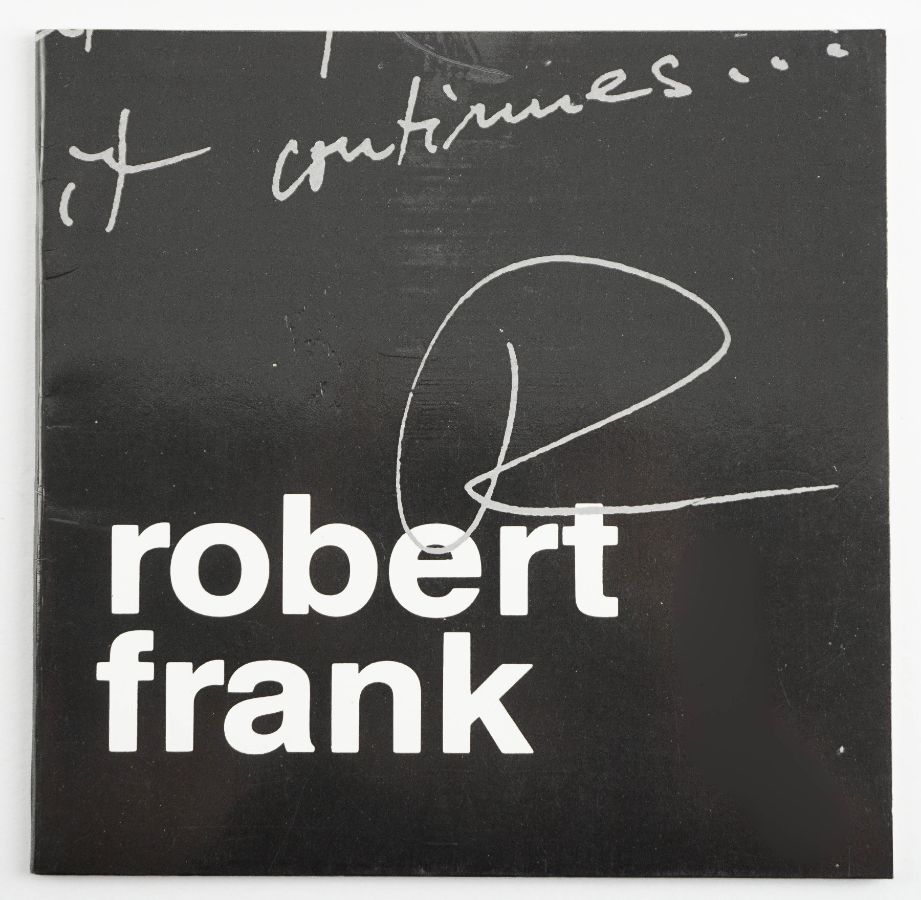 it continues...
R
robert
frank